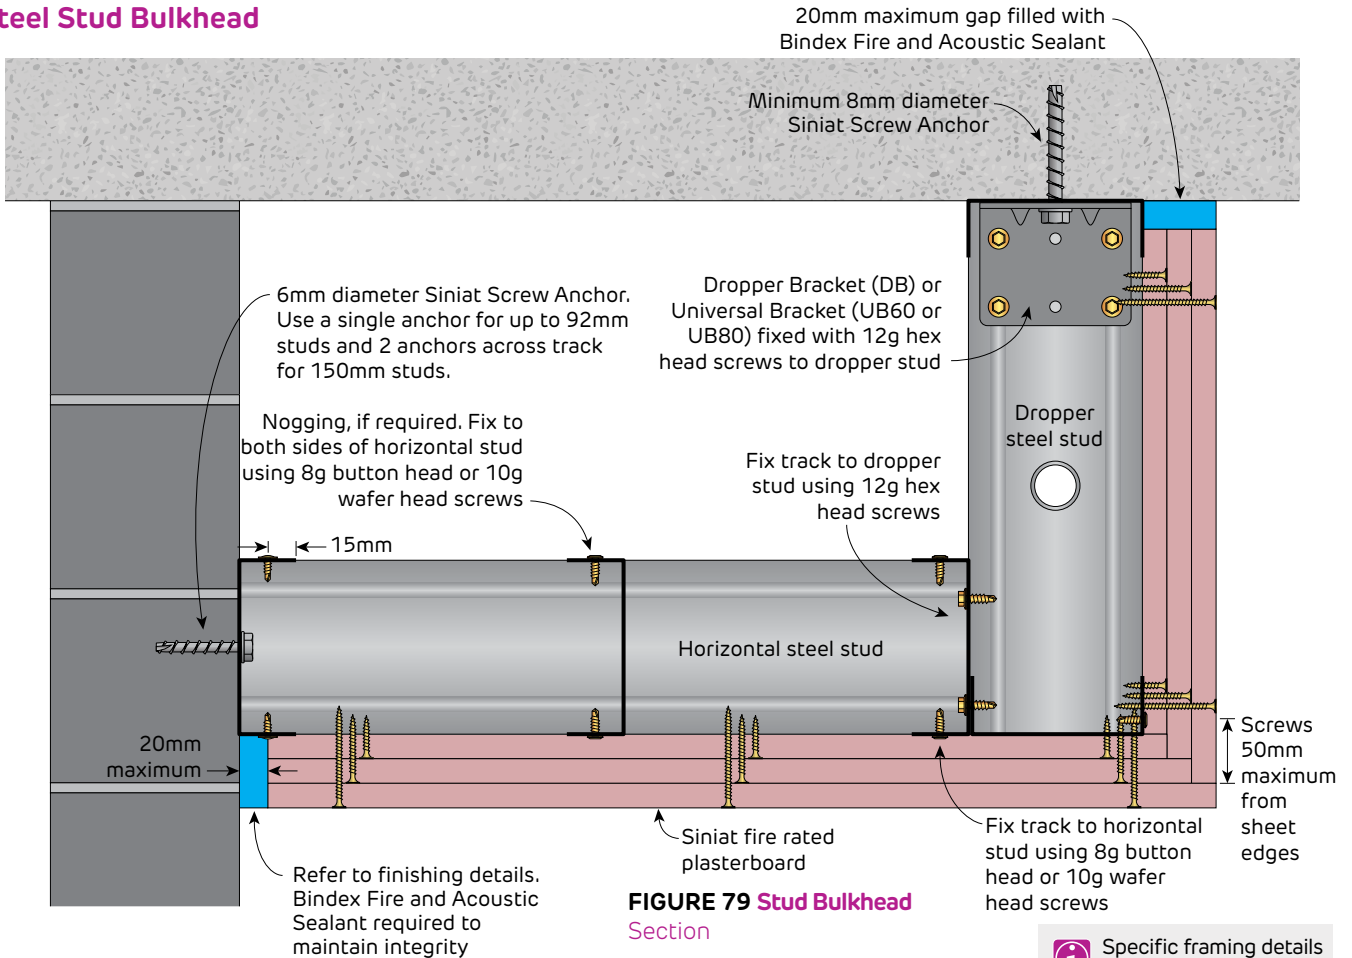 teel Stud Bulkhead
20mm maximum gap filled with
Bindex Fire and Acoustic Sealant
Minimum 8mm diameter
Siniat Screw Anchor
6mm diameter Siniat Screw Anchor.
Use a single anchor for up to 92mm
studs and 2 anchors across track
for 150mm studs.
Dropper Bracket (DB) or
Universal Bracket (UB60 or
UB80) fixed with 12g hex
head screws to dropper stud
Nogging, if required. Fix to
both sides of horizontal stud
using 8g button head or 10g
wafer head screws
Dropper
steel stud
Fix track to dropper
stud using 12g hex
head screws
15mm
Horizontal steel stud
20mm
maximum
Screws
50mm
maximum
from
sheet
edges
Siniat fire rated
plasterboard
Fix track to horizontal
stud using 8g button
head or 10g wafer
head screws
Refer to finishing details.
Bindex Fire and Acoustic
Sealant required to
maintain integrity
FIGURE 79 Stud Bulkhead
Section
Specific framing details